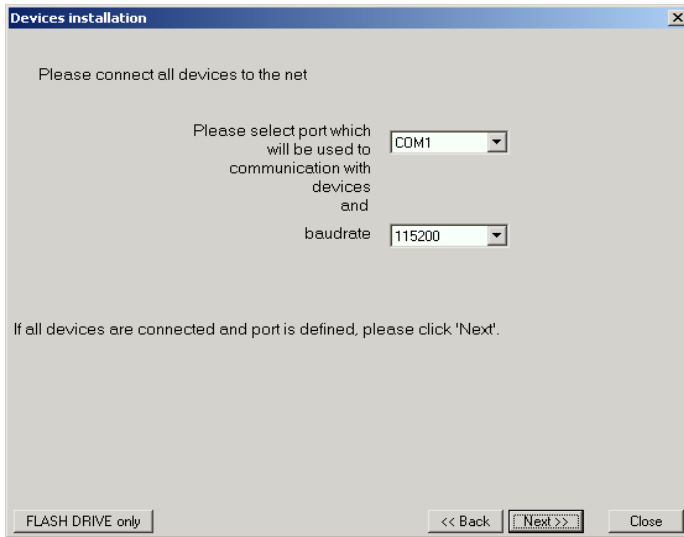 Devices installation
Please connect all devices to the net
Please select port which
will be used to
communication with
devices
and
COM1
baudrate
115200
If all devices are connected and port is defined, please click 'Next'.
FLASH DRIVE only
<< Back
Next >>
Close